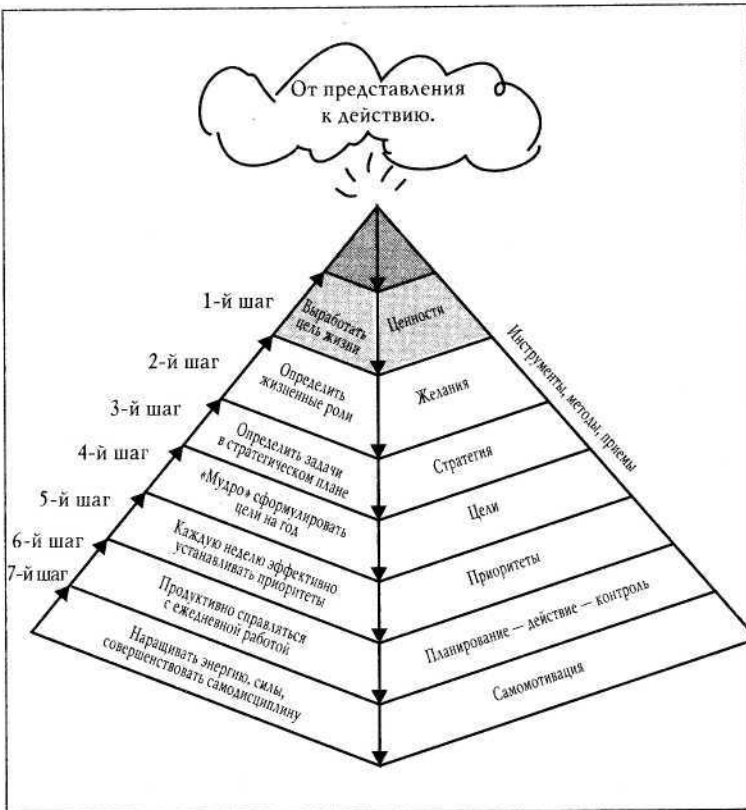 От представления
к действию.
1-й шаг
Выработать
цель жизни
Ценности
2-й шаг
Определить
жизненные роли
Желания
3-й шаг
Определить задачи
в стратегическом плане
Стратегия
4-й шаг
«Мудро» сформулировать
цели на год
Цели
5-й шаг
Каждую неделю эффективно
устанавливать приоритеты
Приоритеты
6-й шаг
Продуктивно справляться
с ежедневной работой
Планирование — действие — контроль
7-й шаг
Наращивать энергию, силы,
совершенствовать самодисциплину
Самомотивация
Инструменты, методы, приемы